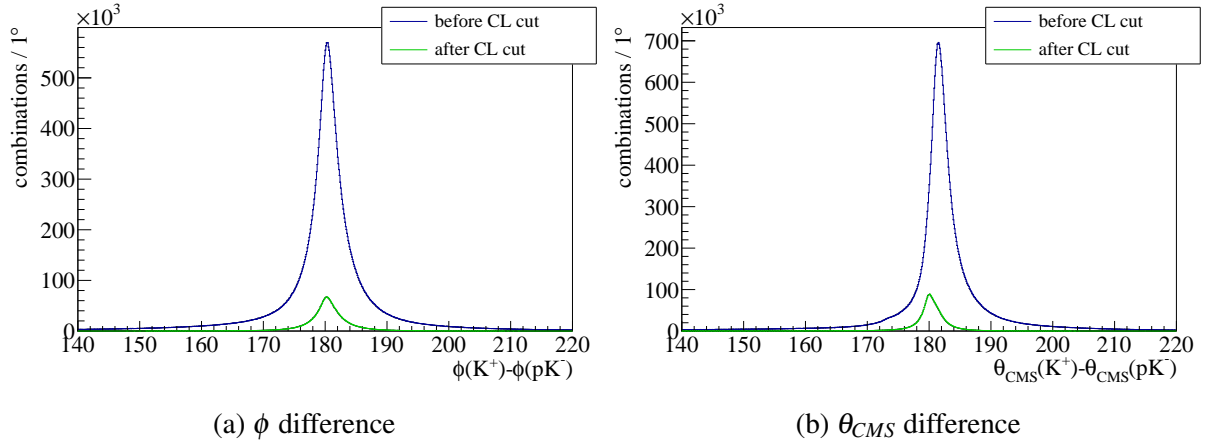 ×10³
combinations / 1°
before CL cut
after CL cut
500
400
300
200
100
0
140 150 160 170 180 190 200 210 220
ϕ(K⁺)-ϕ(pK⁻)
(a) ϕ difference
×10³
combinations / 1°
before CL cut
after CL cut
700
600
500
400
300
200
100
0
140 150 160 170 180 190 200 210 220
θ_CMS(K⁺)-θ_CMS(pK⁻)
(b) θ_CMS difference